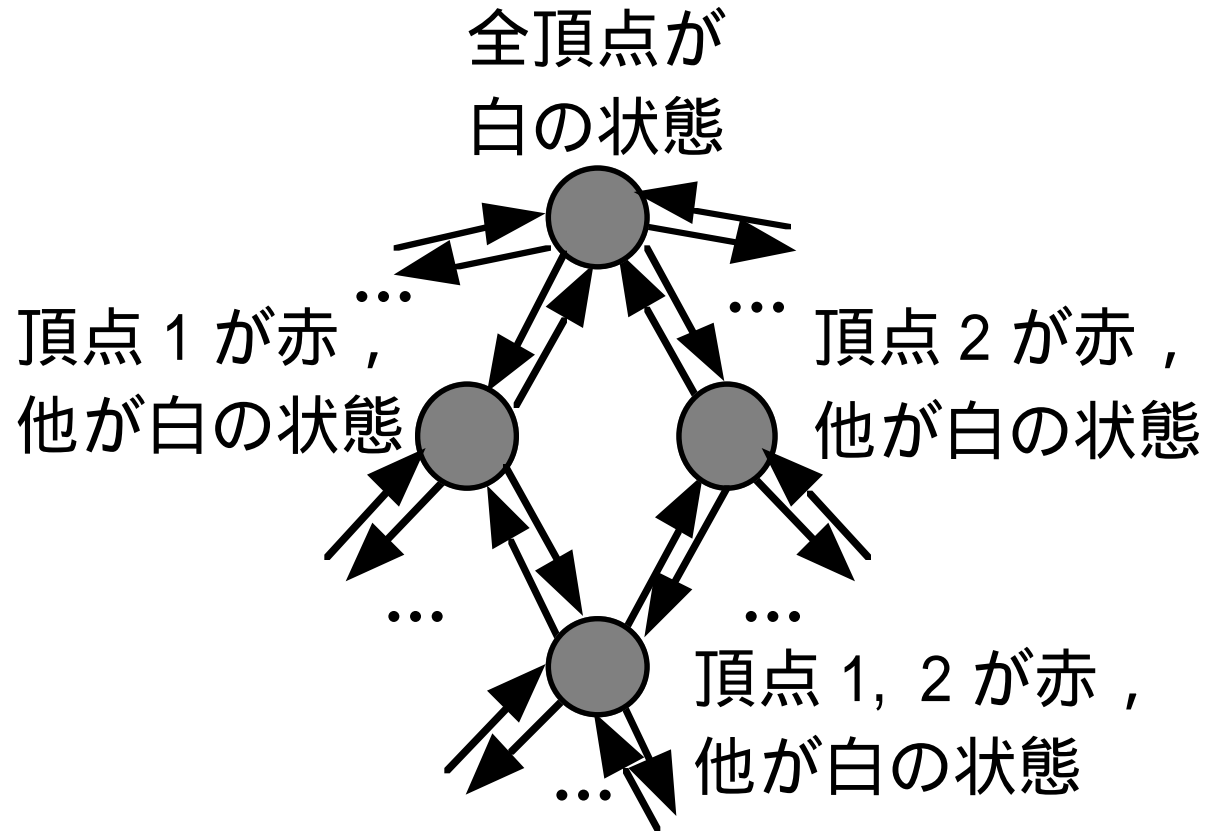 全頂点が
白の状態
...
...
頂点 1 が赤 ,
他が白の状態
頂点 2 が赤 ,
他が白の状態
...
...
頂点 1, 2 が赤 ,
他が白の状態
...